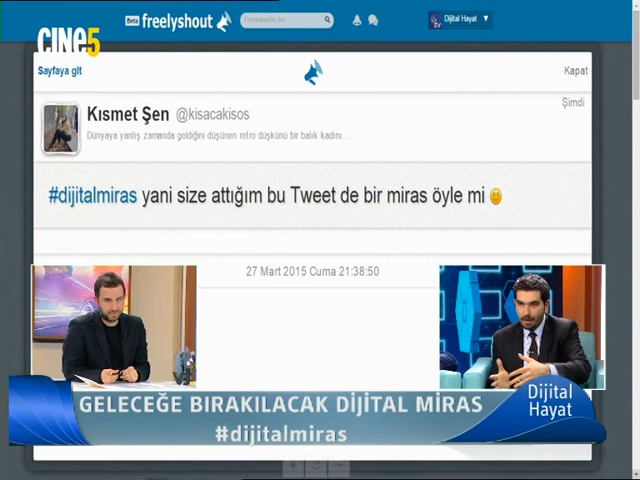 Beta freelyshout
Dijital Hayat
CINE5
Sayfaya git
Kapat
Kısmet Şen @kisacakisos
Şimdi
Dünyaya yanlış zamanda geldiğini düşünen retro düşkünü bir balık kadını...
#dijitalmiras yani size attığım bu Tweet de bir miras öyle mi
27 Mart 2015 Cuma 21:38:50
GELECEĞE BIRAKILACAK DİJİTAL MİRAS
#dijitalmiras
Dijital
Hayat